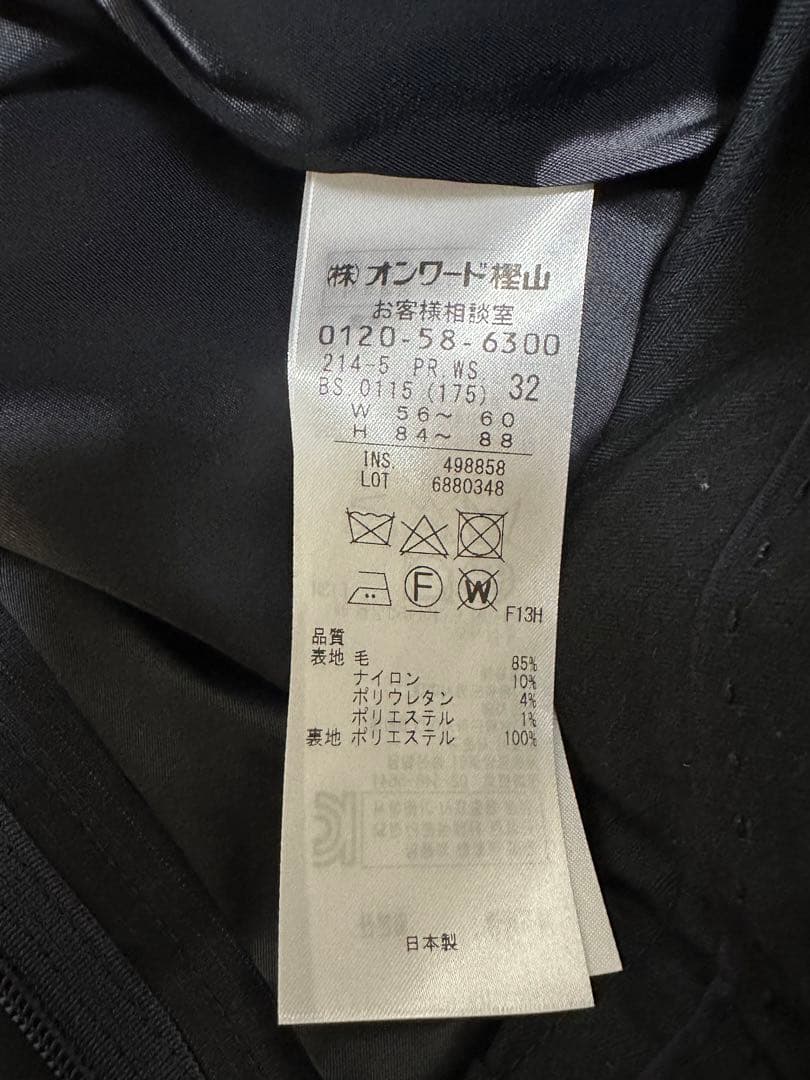 (株)オンワード樫山
お客様相談室
0120-58-6300
214-5 PR WS
BS 0115 (175) 32
W 56～ 60
H 84～ 88
INS. 498858
LOT 6880348
F W
F13H
品質
表地 毛 85%
ナイロン 10%
ポリウレタン 4%
ポリエステル 1%
裏地 ポリエステル 100%
日本製